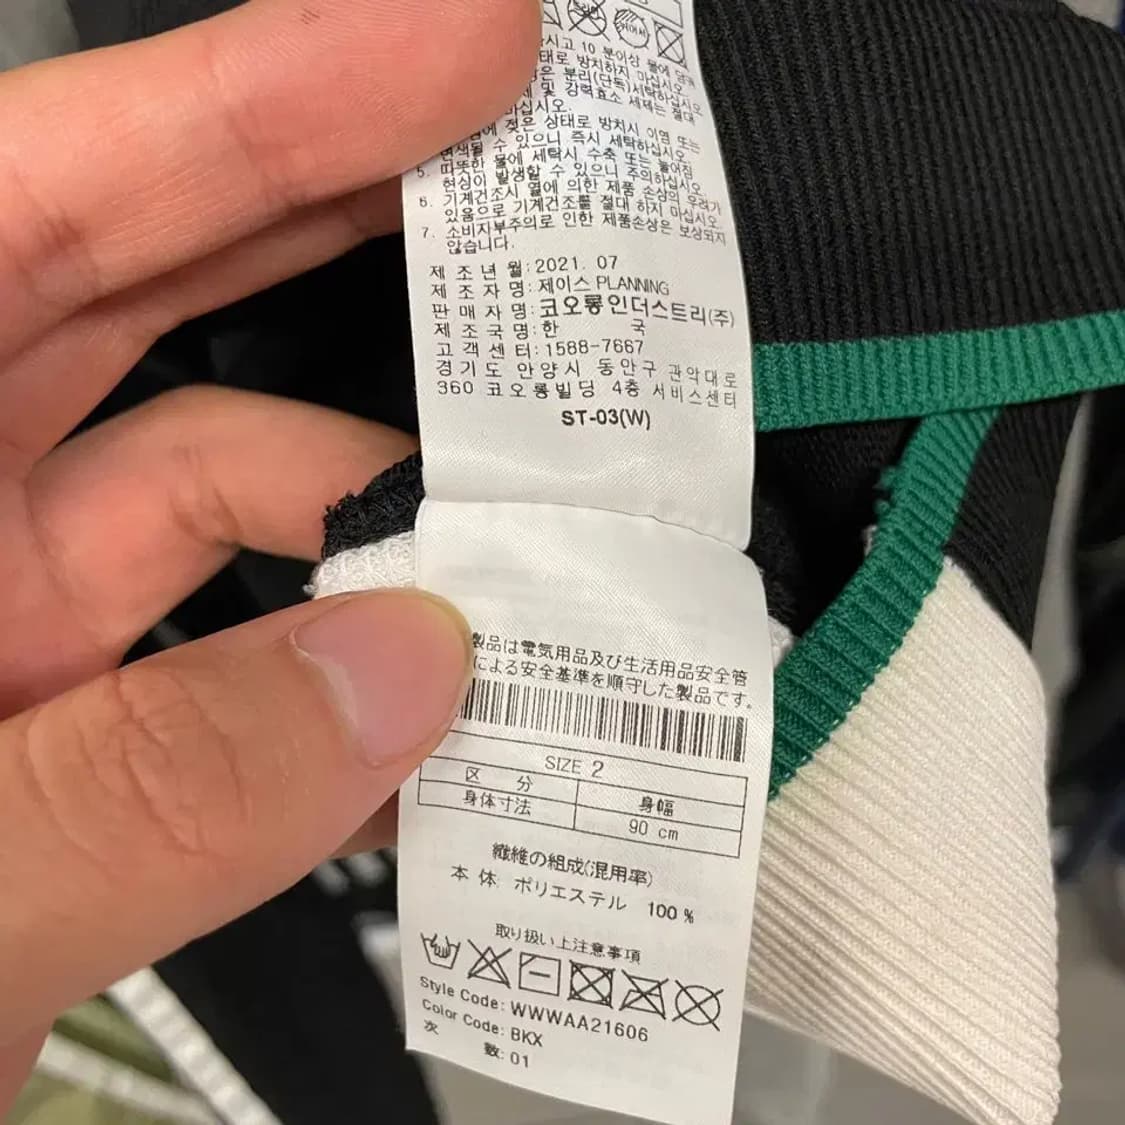 드라이
시고 10 분이상 물에 담궈
태로 방치하지 마십시오.
은 분리(단독)세탁하십시오
제 및 강력효소 세제는 절대
마십시오.
에 젖은 상태로 방치시 이염 또는
변색될 수 있으니 즉시 세탁하십시오.
5. 따뜻한 물에 세탁시 수축 또는 늘어짐
현상이 발생할 수 있으니 주의하십시오.
6. 기계건조시 열에 의한 제품 손상의 우려가
있음으로 기계건조를 절대 하지 마십시오.
7. 소비자부주의로 인한 제품손상은 보상되지
않습니다.
제 조 년 월: 2021. 07
제 조 자 명: 제이스 PLANNING
판 매 자 명: 코오롱인더스트리(주)
제 조 국 명: 한 국
고 객 센 터: 1588-7667
경 기 도 안 양 시 동 안 구 관 악 대 로
360 코 오 롱 빌 딩 4층 서 비 스 센 터
ST-03(W)
製品は電気用品及び生活用品安全管
による安全基準を順守した製品です。
SIZE 2
区 分 身幅
身体寸法 90 cm
繊維の組成(混用率)
本 体: ポリエステル 100 %
取り扱い上注意事項
Style Code: WWWAA21606
Color Code: BKX
次 数: 01